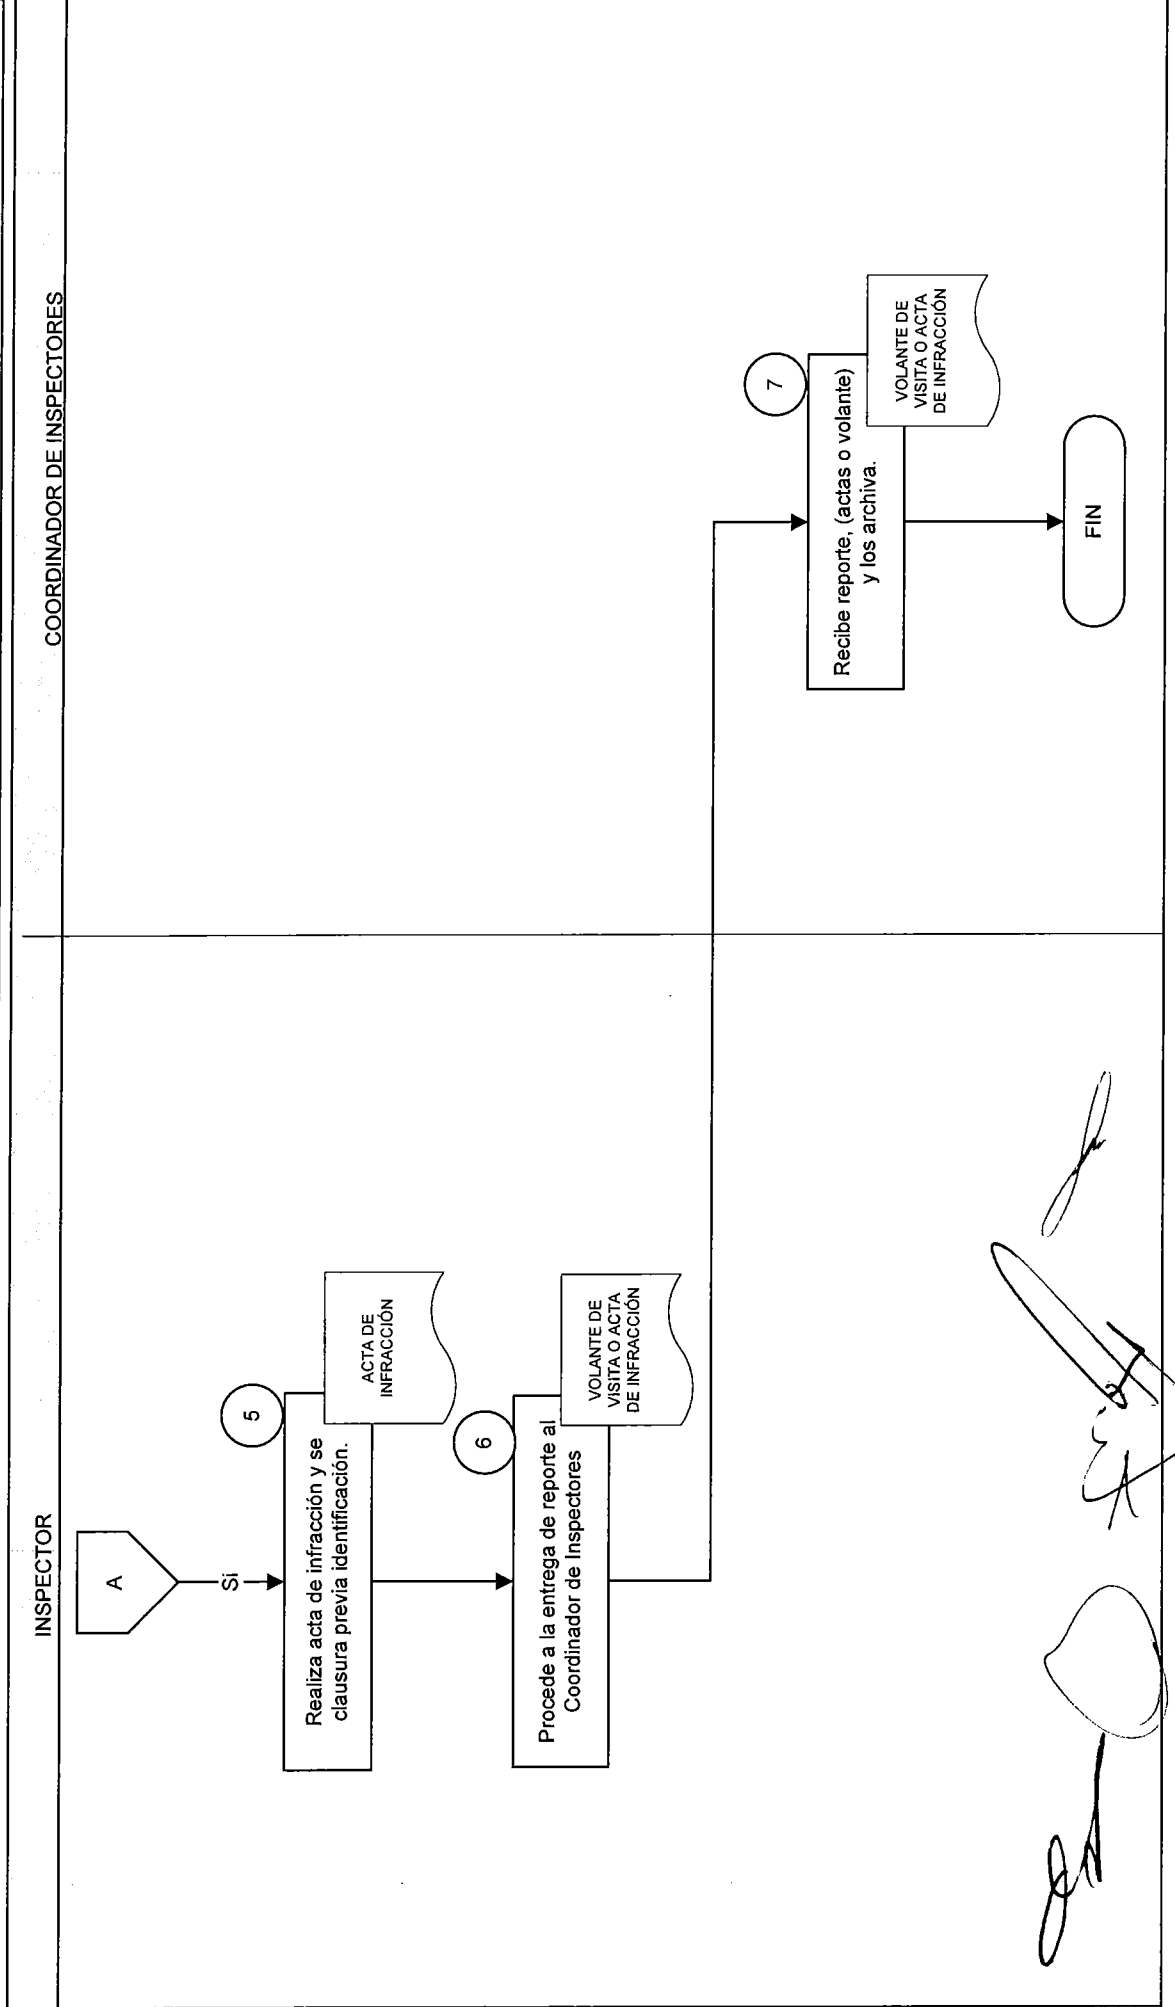 INSPECTOR
COORDINADOR DE INSPECTORES
A
Si
5
Realiza acta de infracción y se
clausura previa identificación.
ACTA DE
INFRACCIÓN
6
Procede a la entrega de reporte al
Coordinador de Inspectores
VOLANTE DE
VISITA O ACTA
DE INFRACCIÓN
7
Recibe reporte, (actas o volante)
y los archiva.
VOLANTE DE
VISITA O ACTA
DE INFRACCIÓN
FIN